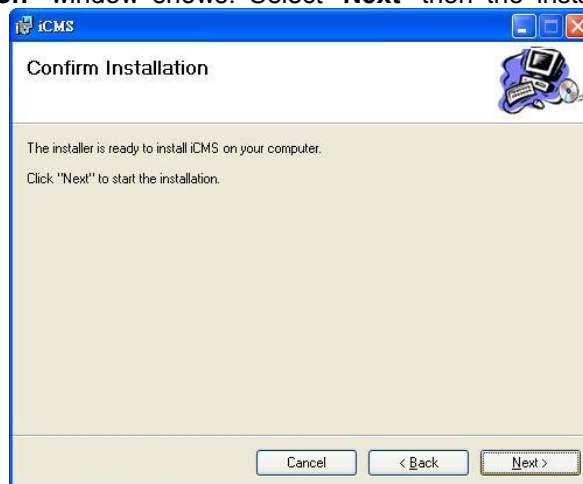 window shows. Select "Next" then the
iCMS
Confirm Installation
The installer is ready to install iCMS on your computer.
Click "Next" to start the installation.
Cancel
< Back
Next >